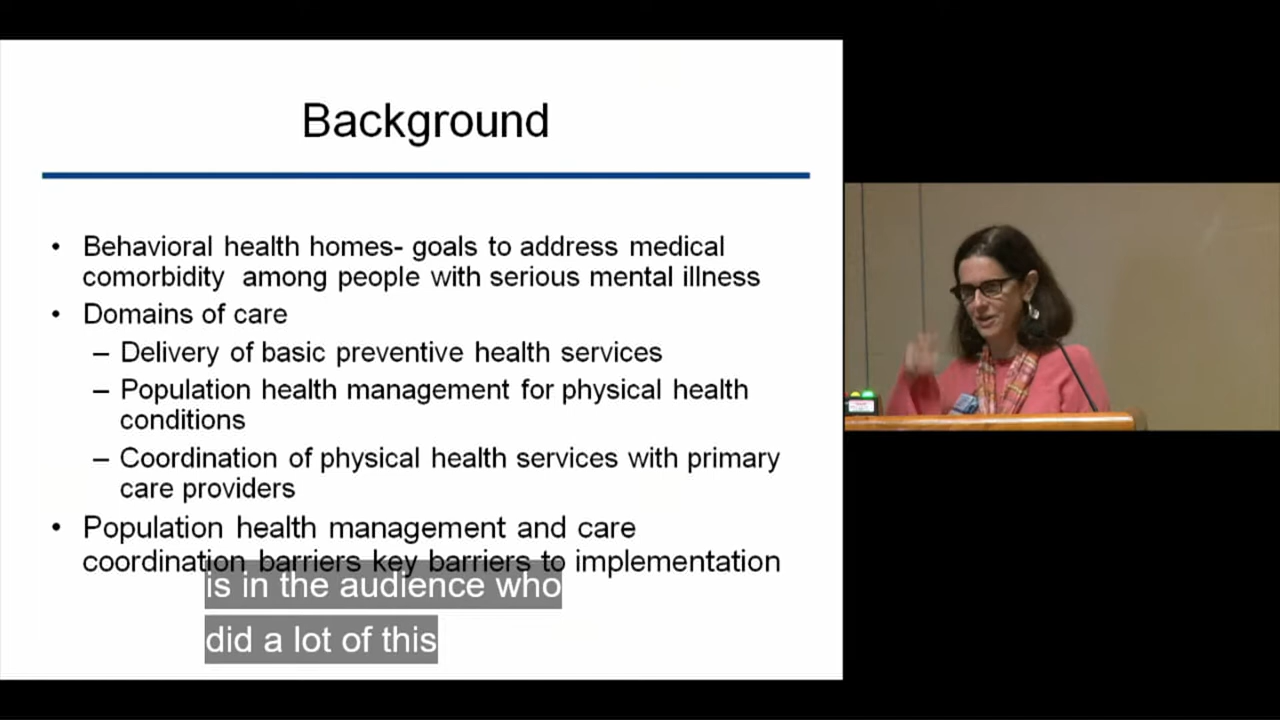 Background
• Behavioral health homes- goals to address medical
comorbidity among people with serious mental illness
• Domains of care
– Delivery of basic preventive health services
– Population health management for physical health
conditions
– Coordination of physical health services with primary
care providers
• Population health management and care
coordination barriers key barriers to implementation
is in the audience who
did a lot of this